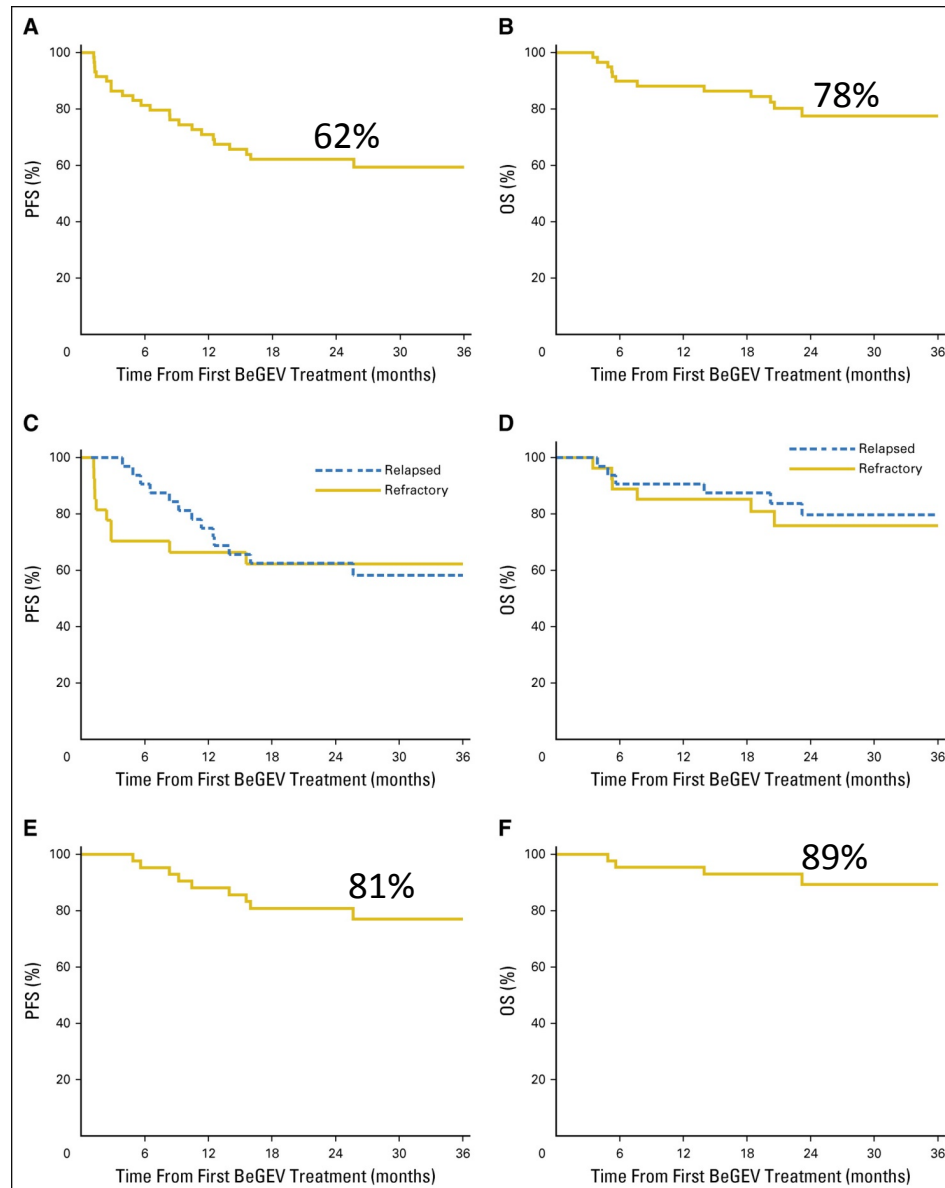 A
100
80
60
40
20
0
PFS (%)
62%
6 12 18 24 30 36
Time From First BeGEV Treatment (months)
B
100
80
60
40
20
0
OS (%)
78%
6 12 18 24 30 36
Time From First BeGEV Treatment (months)
C
100
80
60
40
20
0
PFS (%)
Relapsed
Refractory
6 12 18 24 30 36
Time From First BeGEV Treatment (months)
D
100
80
60
40
20
0
OS (%)
Relapsed
Refractory
6 12 18 24 30 36
Time From First BeGEV Treatment (months)
E
100
80
60
40
20
0
PFS (%)
81%
6 12 18 24 30 36
Time From First BeGEV Treatment (months)
F
100
80
60
40
20
0
OS (%)
89%
6 12 18 24 30 36
Time From First BeGEV Treatment (months)